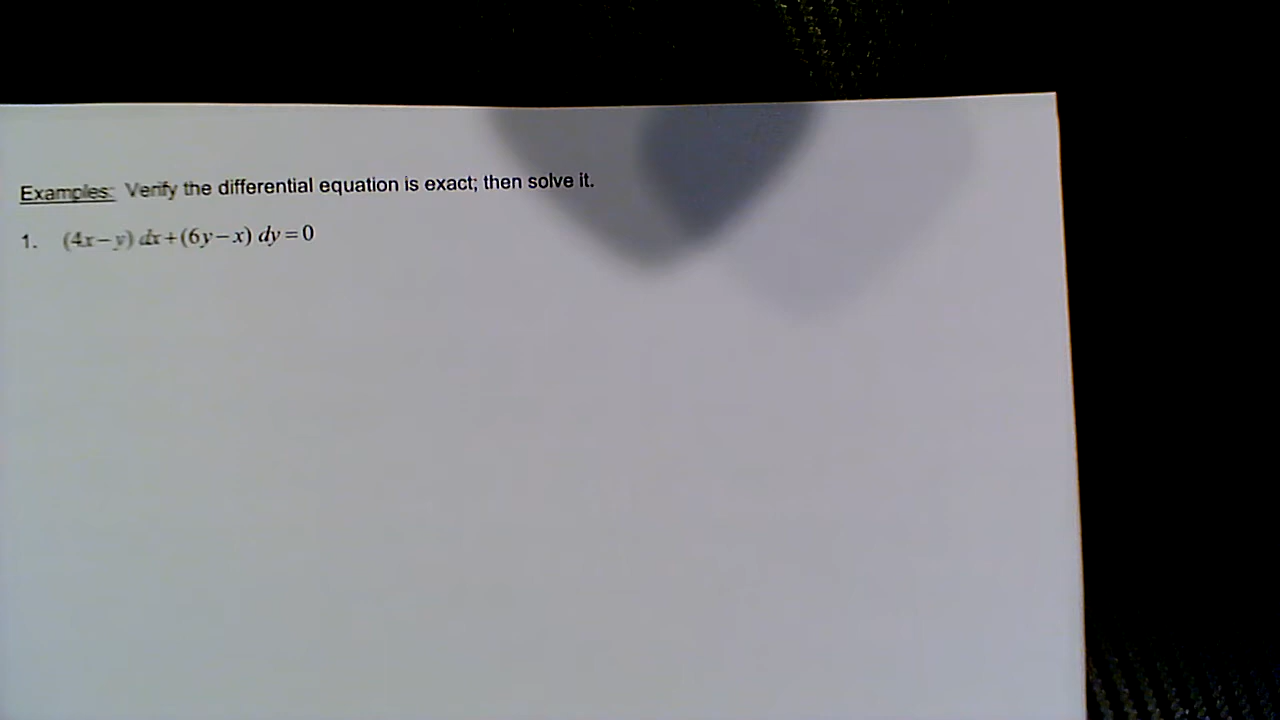 Examples: Verify the differential equation is exact; then solve it.
1. (4x−y) dx+(6y−x) dy=0